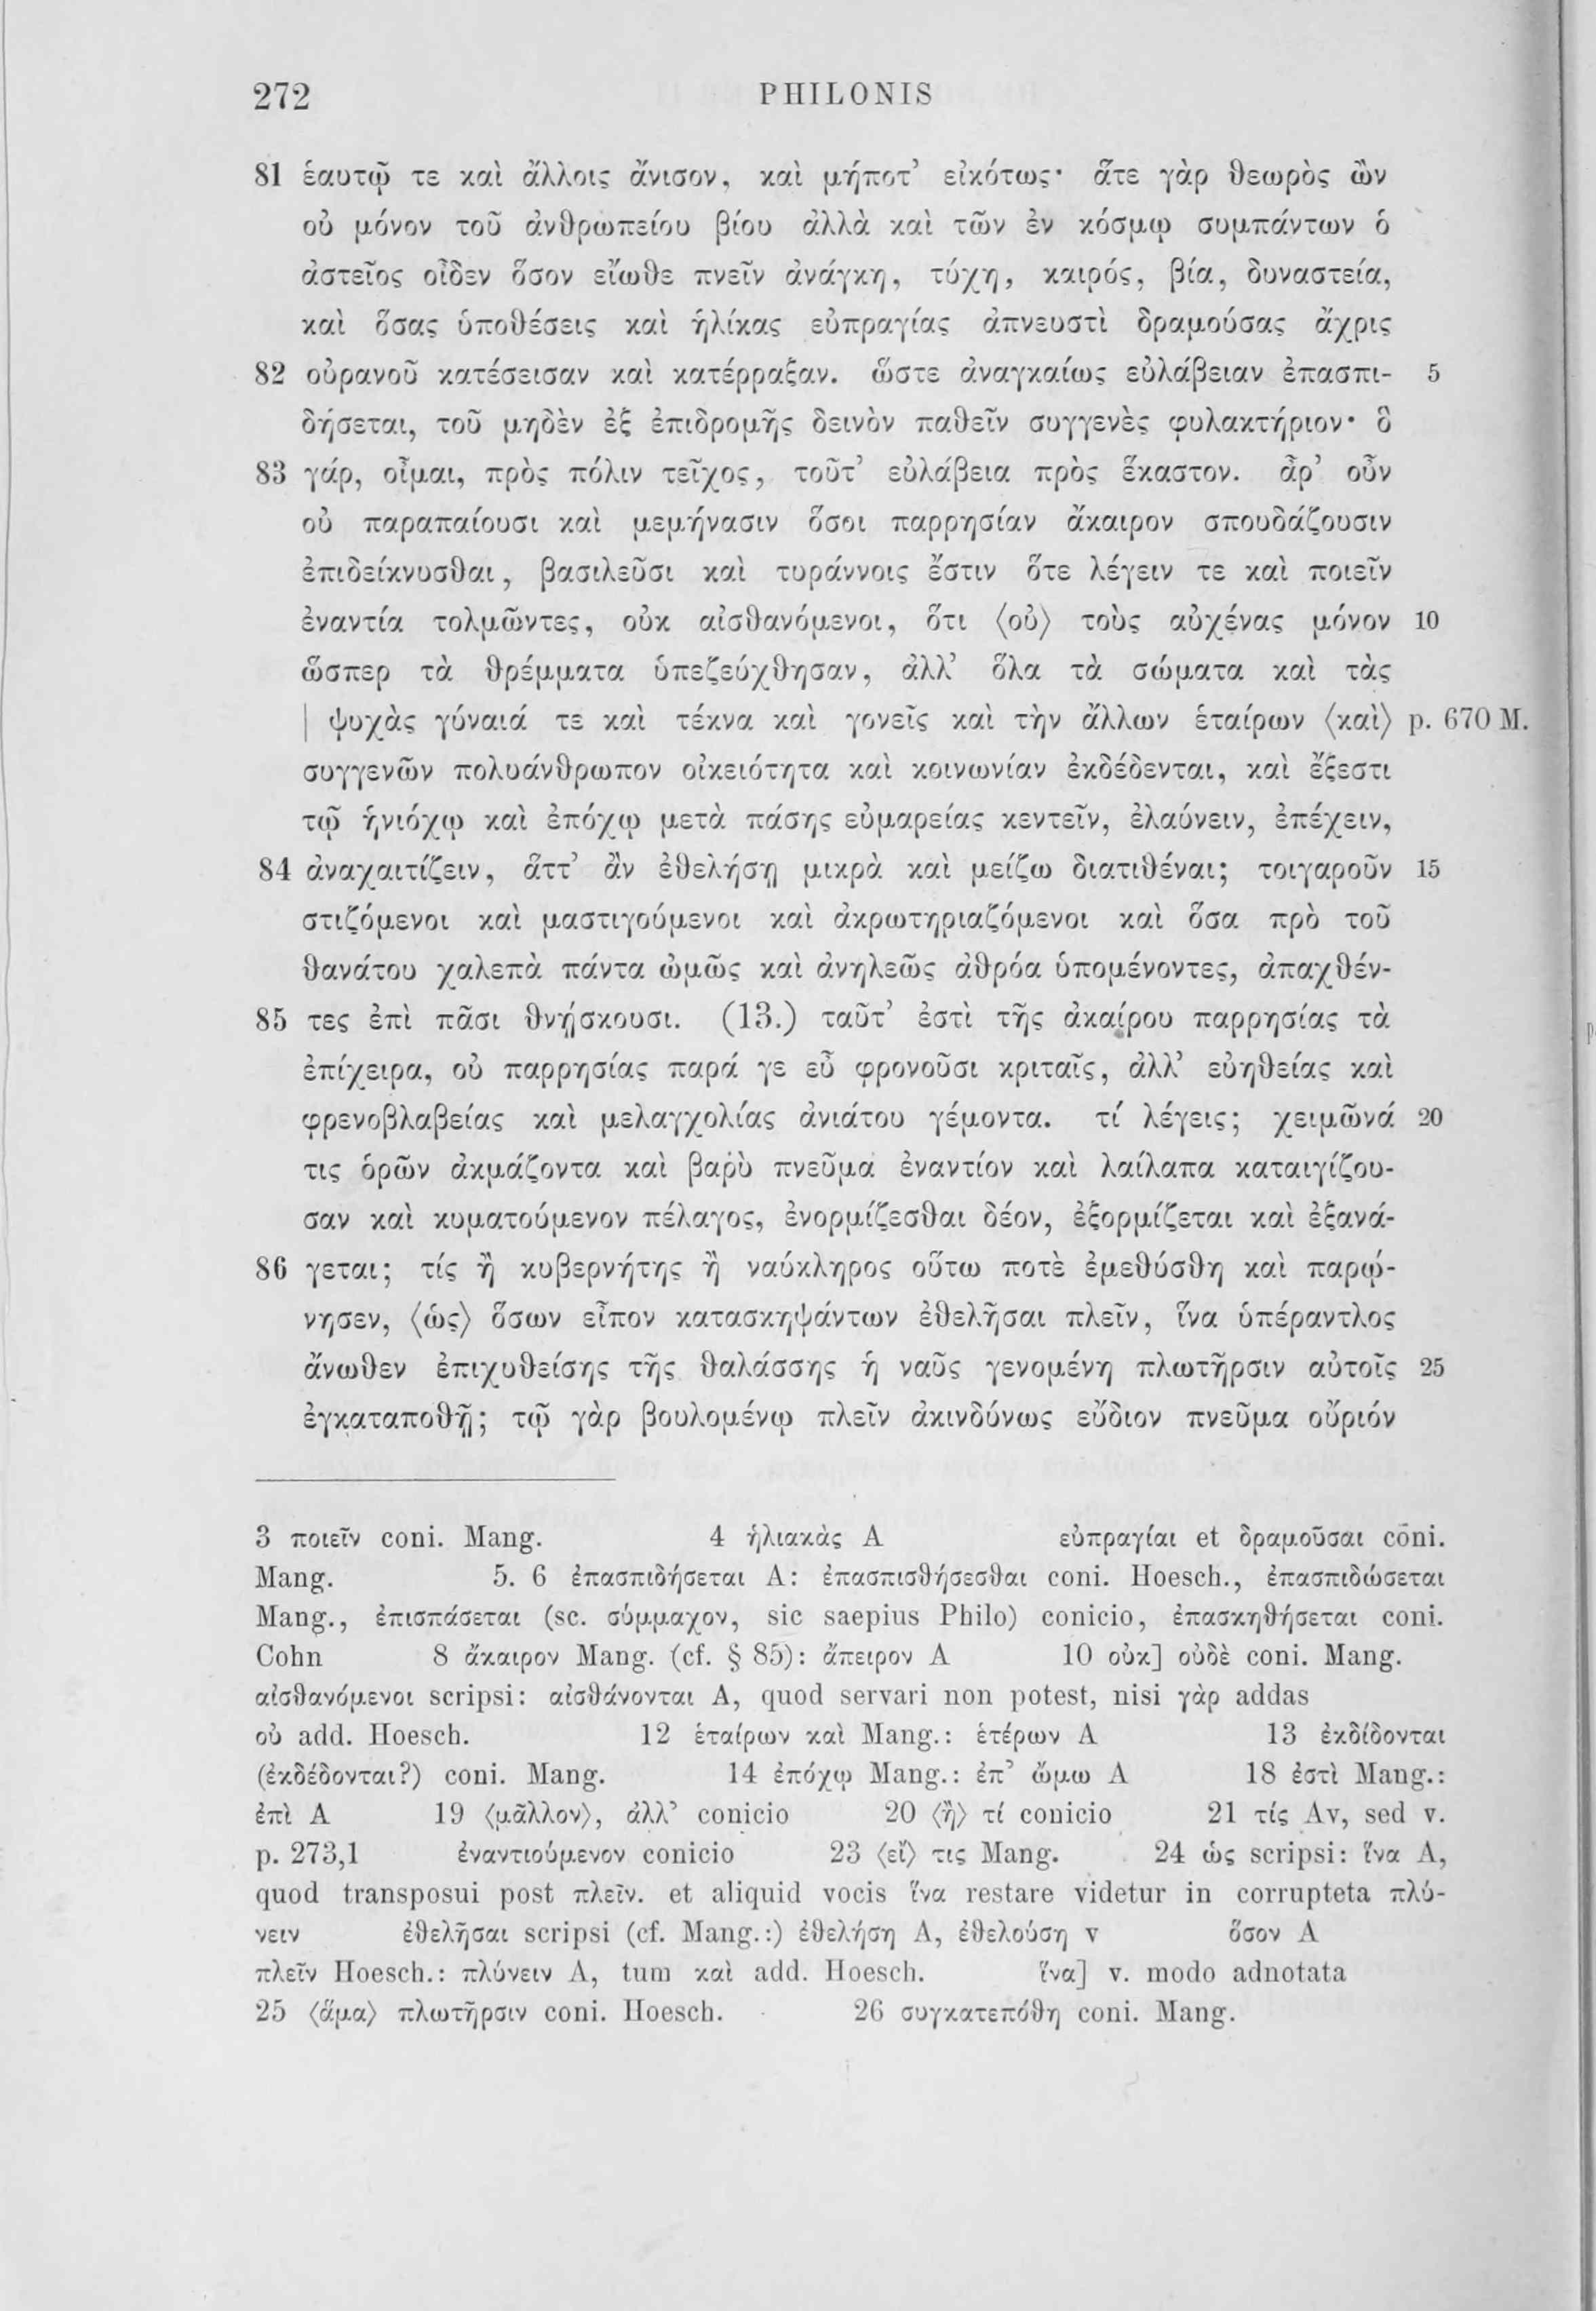 272 PHILONIS
81 ἑαυτῷ τε καὶ ἄλλοις ἄνισον, καὶ μήποτ’ εἰκότως· ἅτε γὰρ θεωρὸς ὢν
οὐ μόνον τοῦ ἀνθρωπείου βίου ἀλλὰ καὶ τῶν ἐν κόσμῳ συμπάντων ὁ
ἀστεῖος οἶδεν ὅσον εἴωθε πνεῖν ἀνάγκη, τύχη, καιρός, βία, δυναστεία,
καὶ ὅσας ὑποθέσεις καὶ ἡλίκας εὐπραγίας ἀπνευστὶ δραμούσας ἄχρις
82 οὐρανοῦ κατέσεισαν καὶ κατέρραξαν. ὥστε ἀναγκαίως εὐλάβειαν ἐπασπι- 5
δήσεται, τοῦ μηδὲν ἐξ ἐπιδρομῆς δεινὸν παθεῖν συγγενὲς φυλακτήριον· ὃ
83 γάρ, οἶμαι, πρὸς πόλιν τεῖχος, τοῦτ’ εὐλάβεια πρὸς ἕκαστον. ἆρ’ οὖν
οὐ παραπαίουσι καὶ μεμήνασιν ὅσοι παρρησίαν ἄκαιρον σπουδάζουσιν
ἐπιδείκνυσθαι, βασιλεῦσι καὶ τυράννοις ἔστιν ὅτε λέγειν τε καὶ ποιεῖν
ἐναντία τολμῶντες, οὐκ αἰσθανόμενοι, ὅτι ⟨οὐ⟩ τοὺς αὐχένας μόνον 10
ὥσπερ τὰ θρέμματα ὑπεζεύχθησαν, ἀλλ’ ὅλα τὰ σώματα καὶ τὰς
| ψυχὰς γύναιά τε καὶ τέκνα καὶ γονεῖς καὶ τὴν ἄλλων ἑταίρων ⟨καὶ⟩ p. 670 M.
συγγενῶν πολυάνθρωπον οἰκειότητα καὶ κοινωνίαν ἐκδέδενται, καὶ ἔξεστι
τῷ ἡνιόχῳ καὶ ἐπόχῳ μετὰ πάσης εὐμαρείας κεντεῖν, ἐλαύνειν, ἐπέχειν,
84 ἀναχαιτίζειν, ἅττ’ ἂν ἐθελήσῃ μικρὰ καὶ μείζω διατιθέναι; τοιγαροῦν 15
στιζόμενοι καὶ μαστιγούμενοι καὶ ἀκρωτηριαζόμενοι καὶ ὅσα πρὸ τοῦ
θανάτου χαλεπὰ πάντα ὠμῶς καὶ ἀνηλεῶς ἀθρόα ὑπομένοντες, ἀπαχθέν-
85 τες ἐπὶ πᾶσι θνῄσκουσι. (13.) ταῦτ’ ἐστὶ τῆς ἀκαίρου παρρησίας τὰ
ἐπίχειρα, οὐ παρρησίας παρά γε εὖ φρονοῦσι κριταῖς, ἀλλ’ εὐηθείας καὶ
φρενοβλαβείας καὶ μελαγχολίας ἀνιάτου γέμοντα. τί λέγεις; χειμῶνά 20
τις ὁρῶν ἀκμάζοντα καὶ βαρὺ πνεῦμα ἐναντίον καὶ λαίλαπα καταιγίζου-
σαν καὶ κυματούμενον πέλαγος, ἐνορμίζεσθαι δέον, ἐξορμίζεται καὶ ἐξανά-
86 γεται; τίς ἢ κυβερνήτης ἢ ναύκληρος οὕτω ποτὲ ἐμεθύσθη καὶ παρῴ-
νησεν, ⟨ὡς⟩ ὅσων εἶπον κατασκηψάντων ἐθελῆσαι πλεῖν, ἵνα ὑπέραντλος
ἄνωθεν ἐπιχυθείσης τῆς θαλάσσης ἡ ναῦς γενομένη πλωτῆρσιν αὐτοῖς 25
ἐγκαταποθῇ; τῷ γὰρ βουλομένῳ πλεῖν ἀκινδύνως εὔδιον πνεῦμα οὔριόν
3 ποιεῖν coni. Mang. 4 ἡλιακὰς A εὐπραγίαι et δραμοῦσαι coni.
Mang. 5. 6 ἐπασπιδήσεται A: ἐπασπισθήσεσθαι coni. Hoesch., ἐπασπιδώσεται
Mang., ἐπισπάσεται (sc. σύμμαχον, sic saepius Philo) conicio, ἐπασκηθήσεται coni.
Cohn 8 ἄκαιρον Mang. (cf. § 85): ἄπειρον A 10 οὐκ] οὐδὲ coni. Mang.
αἰσθανόμενοι scripsi: αἰσθάνονται A, quod servari non potest, nisi γὰρ addas
οὐ add. Hoesch. 12 ἑταίρων καὶ Mang.: ἑτέρων A 13 ἐκδίδονται
(ἐκδέδονται?) coni. Mang. 14 ἐπόχῳ Mang.: ἐπ’ ὤμω A 18 ἐστὶ Mang.:
ἐπὶ A 19 ⟨μᾶλλον⟩, ἀλλ’ conicio 20 ⟨ἢ⟩ τί conicio 21 τίς Av, sed v.
p. 273,1 ἐναντιούμενον conicio 23 ⟨εἴ⟩ τις Mang. 24 ὡς scripsi: ἵνα A,
quod transposui post πλεῖν. et aliquid vocis ἵνα restare videtur in corrupteta πλύ-
νειν ἐθελῆσαι scripsi (cf. Mang.:) ἐθελήση A, ἐθελούση v ὅσον A
πλεῖν Hoesch.: πλύνειν A, tum καὶ add. Hoesch. ἵνα] v. modo adnotata
25 ⟨ἅμα⟩ πλωτῆρσιν coni. Hoesch. 26 συγκατεπόθη coni. Mang.